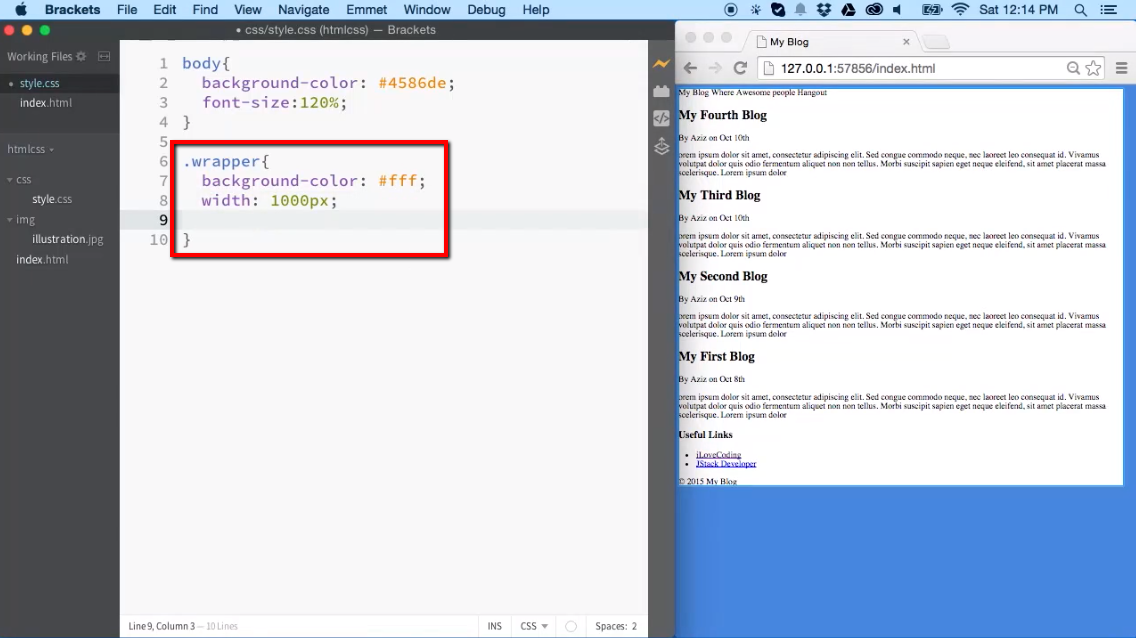 Brackets File Edit Find View Navigate Emmet Window Debug Help Sat 12:14 PM
• css/style.css (htmlcss) — Brackets
Working Files
• style.css
index.html
htmlcss
css
style.css
img
illustration.jpg
index.html
1 body{
2 background-color: #4586de;
3 font-size:120%;
4 }
5
6 .wrapper{
7 background-color: #fff;
8 width: 1000px;
9
10 }
Line 9, Column 3 — 10 Lines
INS CSS Spaces: 2
My Blog
127.0.0.1:57856/index.html
My Blog Where Awesome people Hangout
My Fourth Blog
By Aziz on Oct 10th
orem ipsum dolor sit amet, consectetur adipiscing elit. Sed congue commodo neque, nec laoreet leo consequat id. Vivamus
volutpat dolor quis odio fermentum aliquet non non tellus. Morbi suscipit sapien eget neque eleifend, sit amet placerat massa
scelerisque. Lorem ipsum dolor
My Third Blog
By Aziz on Oct 10th
orem ipsum dolor sit amet, consectetur adipiscing elit. Sed congue commodo neque, nec laoreet leo consequat id. Vivamus
volutpat dolor quis odio fermentum aliquet non non tellus. Morbi suscipit sapien eget neque eleifend, sit amet placerat massa
scelerisque. Lorem ipsum dolor
My Second Blog
By Aziz on Oct 9th
orem ipsum dolor sit amet, consectetur adipiscing elit. Sed congue commodo neque, nec laoreet leo consequat id. Vivamus
volutpat dolor quis odio fermentum aliquet non non tellus. Morbi suscipit sapien eget neque eleifend, sit amet placerat massa
scelerisque. Lorem ipsum dolor
My First Blog
By Aziz on Oct 8th
orem ipsum dolor sit amet, consectetur adipiscing elit. Sed congue commodo neque, nec laoreet leo consequat id. Vivamus
volutpat dolor quis odio fermentum aliquet non non tellus. Morbi suscipit sapien eget neque eleifend, sit amet placerat massa
scelerisque. Lorem ipsum dolor
Useful Links
• iLoveCoding
• JStack Developer
© 2015 My Blog